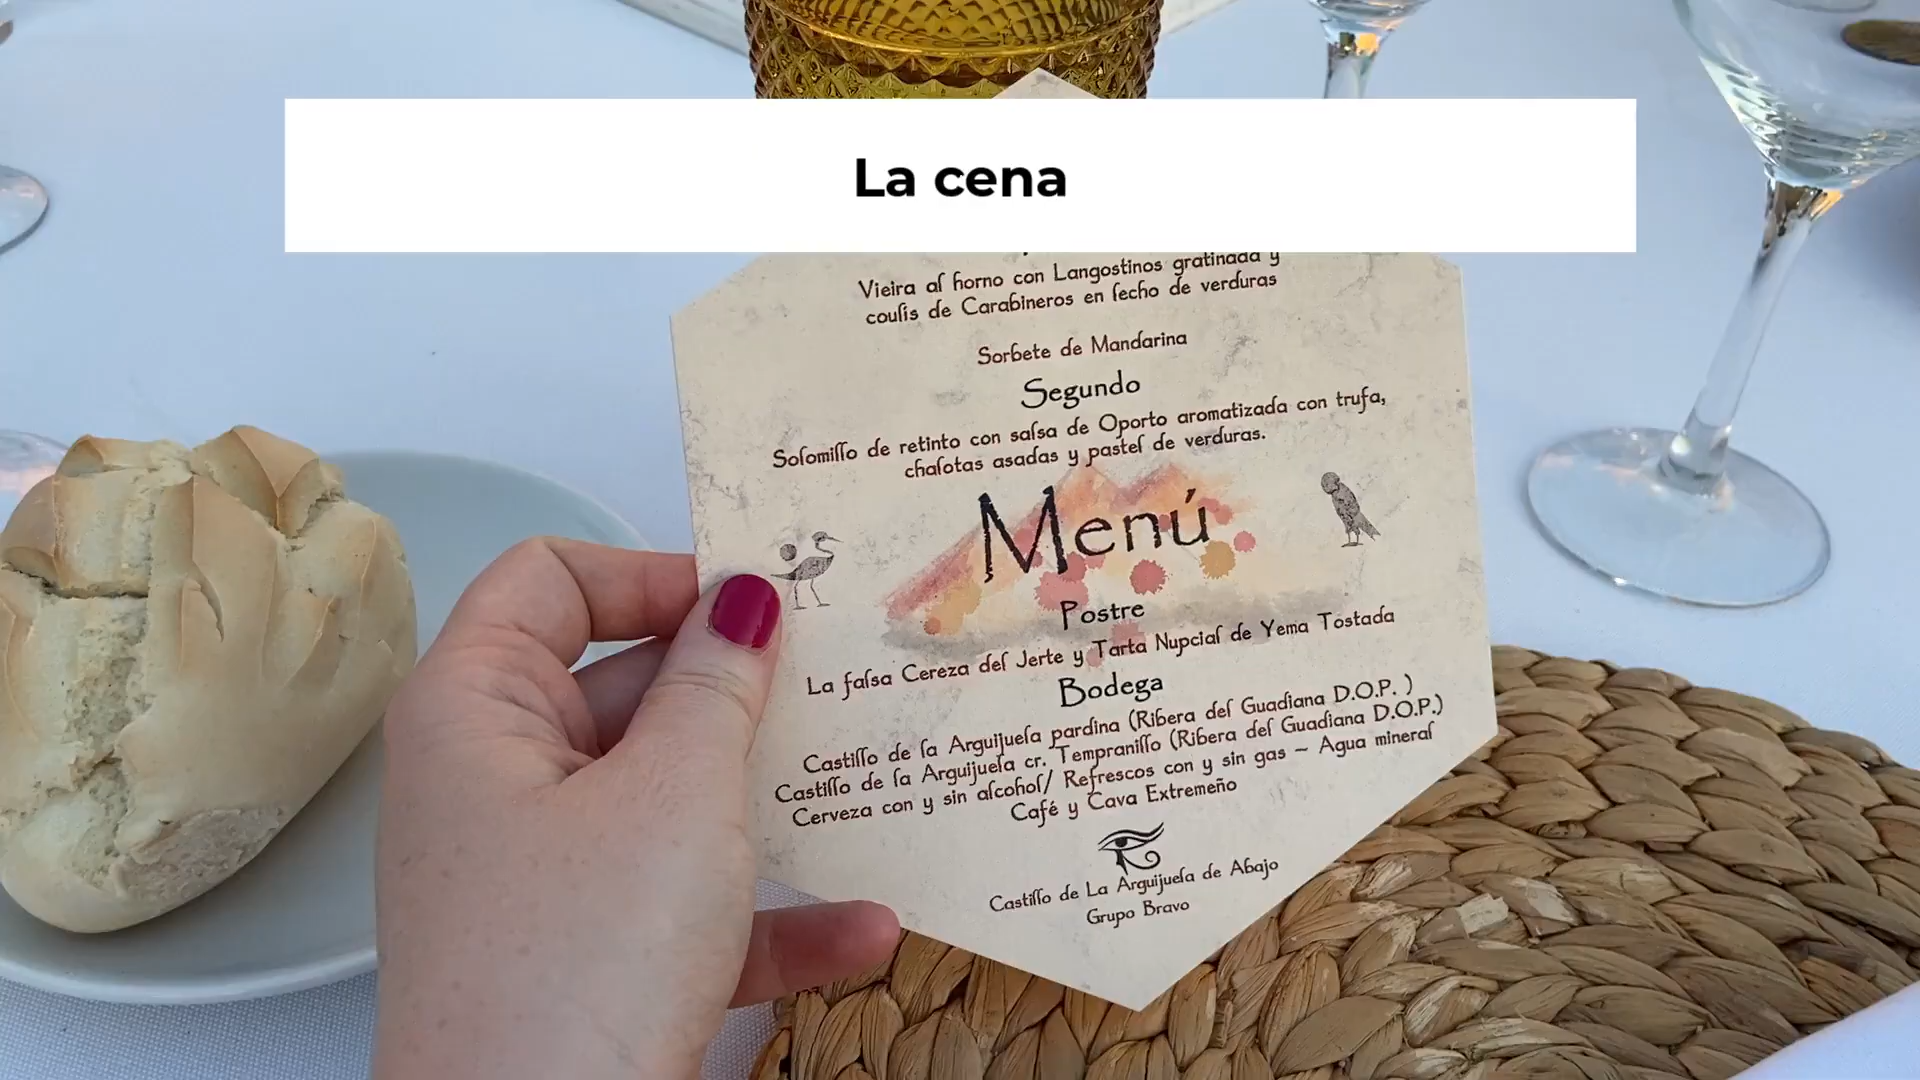 La cena
Vieira al horno con Langostinos gratinada y
coulis de Carabineros en lecho de verduras
Sorbete de Mandarina
Segundo
Solomillo de retinto con salsa de Oporto aromatizada con trufa,
chalotas asadas y pastel de verduras.
Menú
Postre
La falsa Cereza del Jerte y Tarta Nupcial de Yema Tostada
Bodega
Castillo de la Arguijuela pardina (Ribera del Guadiana D.O.P. )
Castillo de la Arguijuela cr. Tempranillo (Ribera del Guadiana D.O.P.)
Cerveza con y sin alcohol/ Refrescos con y sin gas ~ Agua mineral
Café y Cava Extremeño
Castillo de La Arguijuela de Abajo
Grupo Bravo